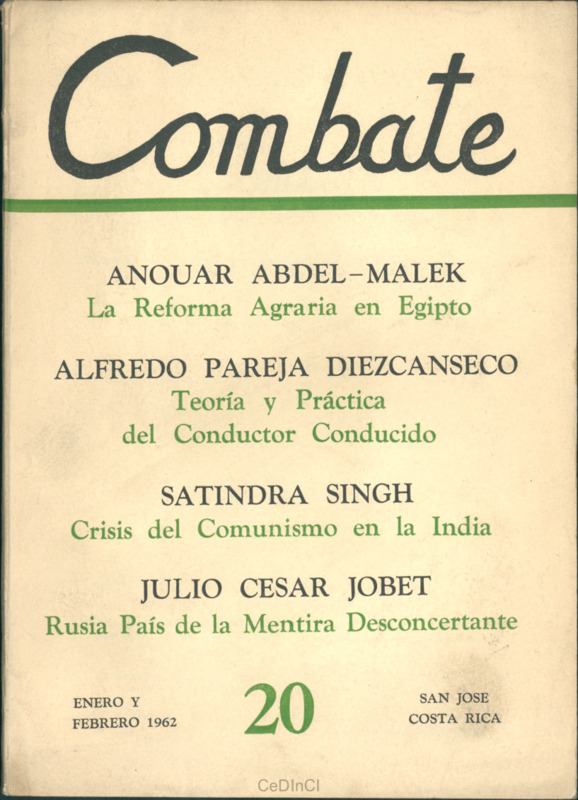 Combate
ANOUAR ABDEL-MALEK
La Reforma Agraria en Egipto
ALFREDO PAREJA DIEZCANSECO
Teoría y Práctica
del Conductor Conducido
SATINDRA SINGH
Crisis del Comunismo en la India
JULIO CESAR JOBET
Rusia País de la Mentira Desconcertante
ENERO Y
FEBRERO 1962
20
SAN JOSE
COSTA RICA
CeDInCI